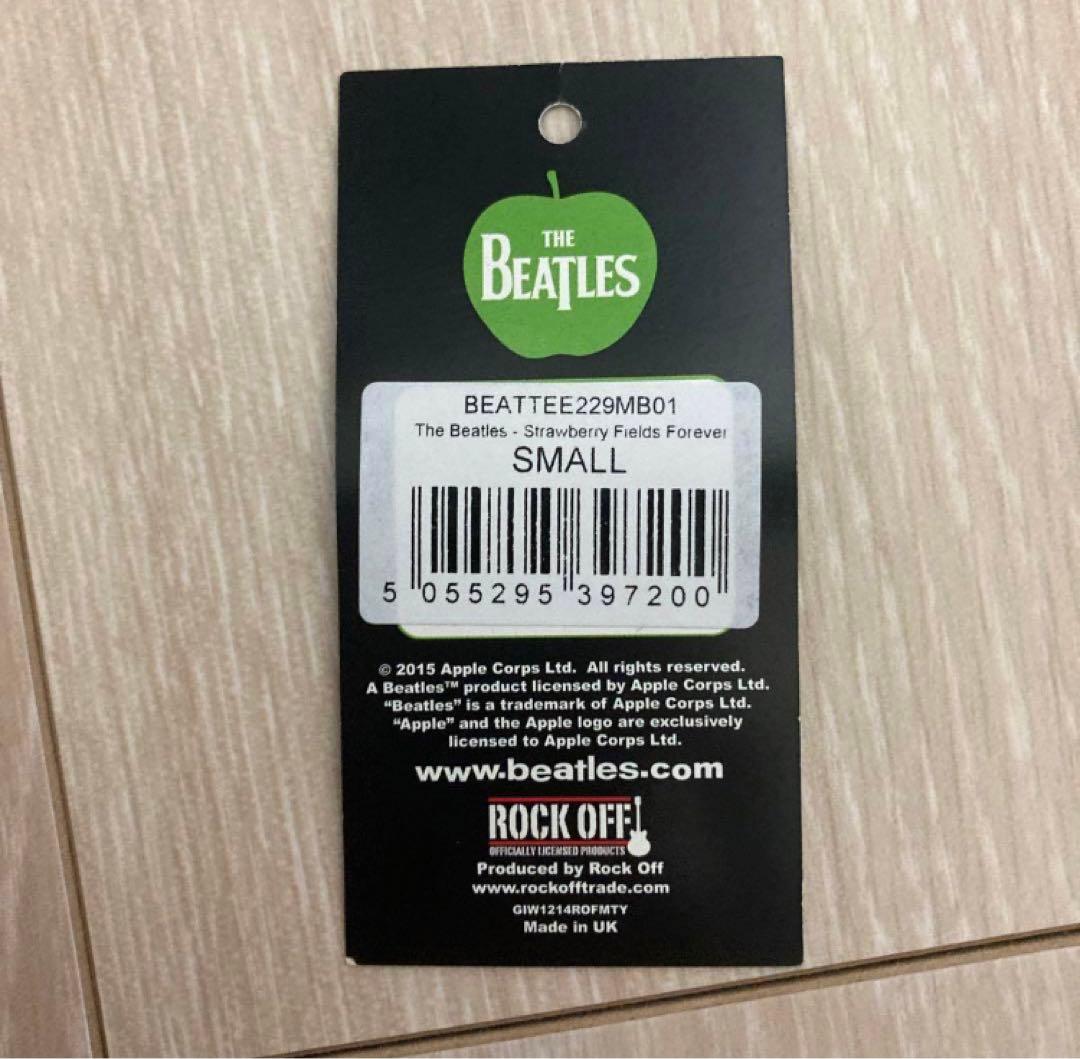 THE
BEATLES
BEATTEE229MB01
The Beatles - Strawberry Fields Forever
SMALL
5 055295 397200
© 2015 Apple Corps Ltd. All rights reserved.
A Beatles™ product licensed by Apple Corps Ltd.
“Beatles” is a trademark of Apple Corps Ltd.
“Apple” and the Apple logo are exclusively
licensed to Apple Corps Ltd.
www.beatles.com
ROCK OFF
OFFICIALLY LICENSED PRODUCTS
Produced by Rock Off
www.rockofftrade.com
GIW1214ROFMTY
Made in UK